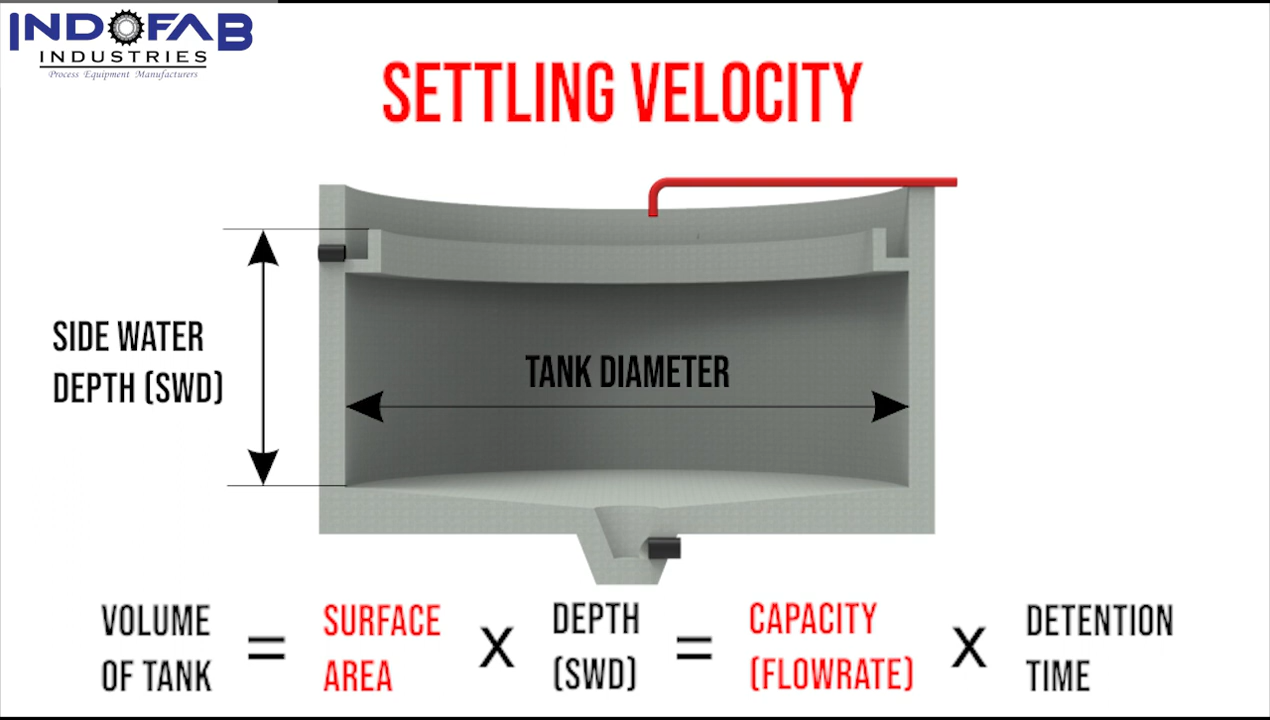 INDOFAB
INDUSTRIES
Process Equipment Manufacturers
SETTLING VELOCITY
SIDE WATER
DEPTH (SWD)
TANK DIAMETER
VOLUME
OF TANK
=
SURFACE
AREA
X
DEPTH
(SWD)
=
CAPACITY
(FLOWRATE)
X
DETENTION
TIME